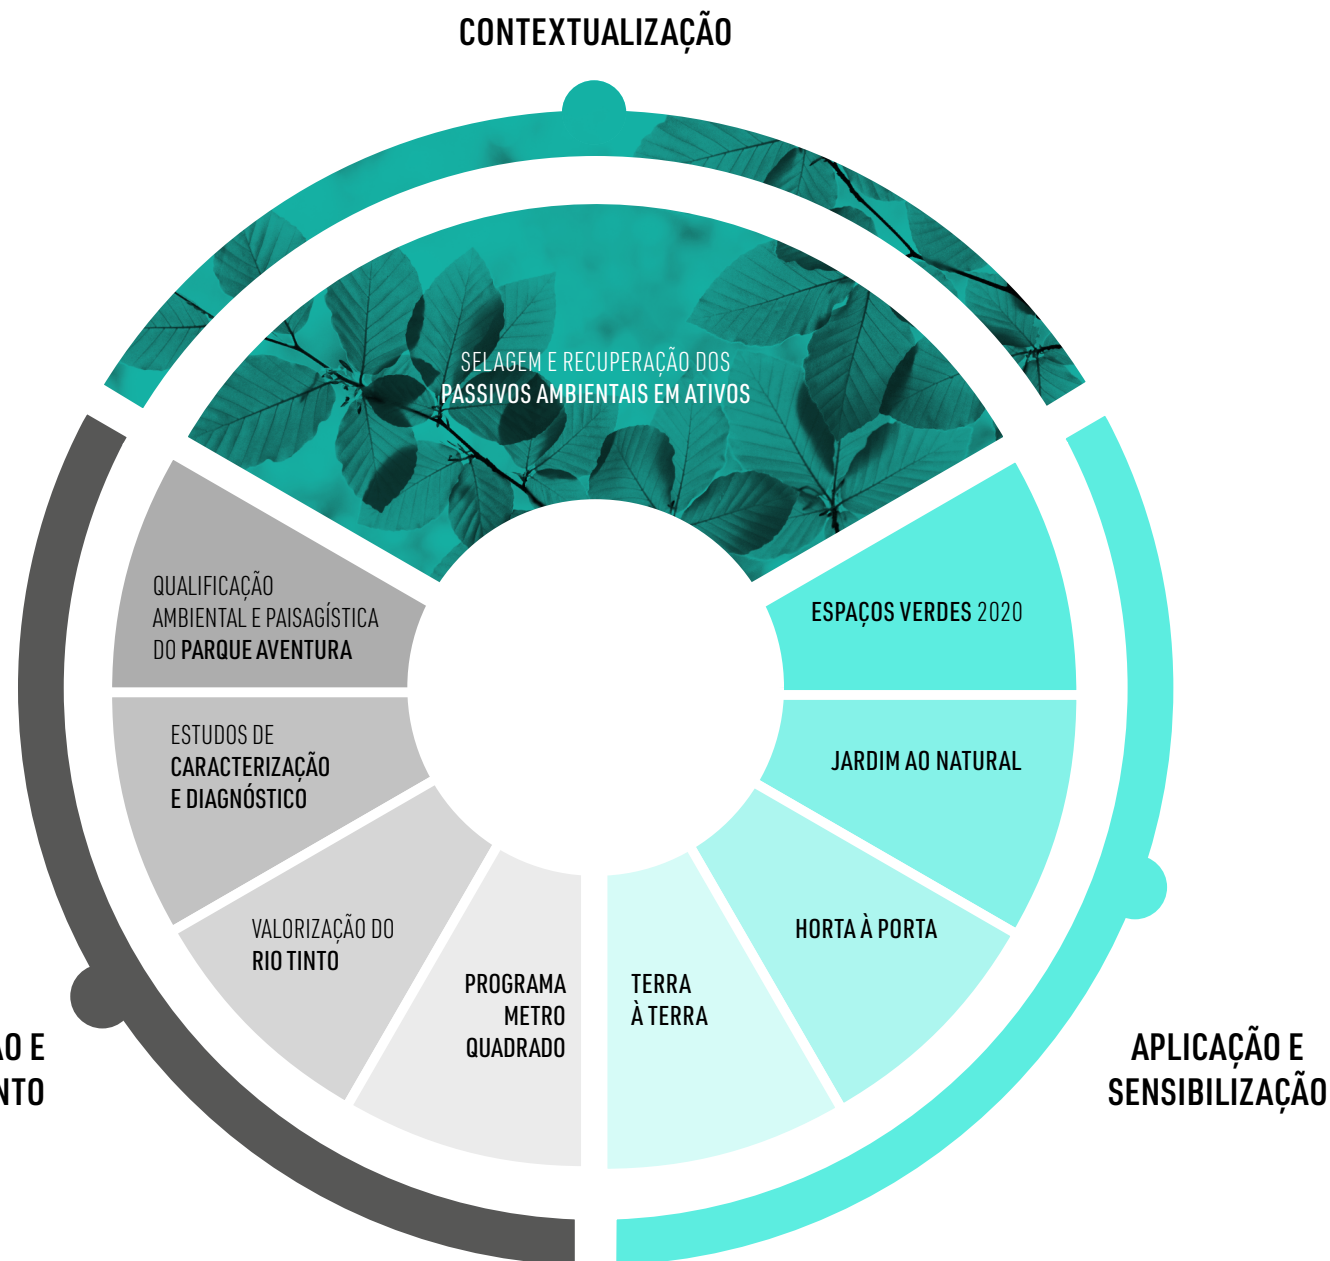 CONTEXTUALIZAÇÃO
SELAGEM E RECUPERAÇÃO DOS
PASSIVOS AMBIENTAIS EM ATIVOS
QUALIFICAÇÃO
AMBIENTAL E PAISAGÍSTICA
DO PARQUE AVENTURA
ESTUDOS DE
CARACTERIZAÇÃO
E DIAGNÓSTICO
VALORIZAÇÃO DO
RIO TINTO
PROGRAMA
METRO
QUADRADO
TERRA
À TERRA
HORTA À PORTA
JARDIM AO NATURAL
ESPAÇOS VERDES 2020
E
APLICAÇÃO E
SENSIBILIZAÇÃO